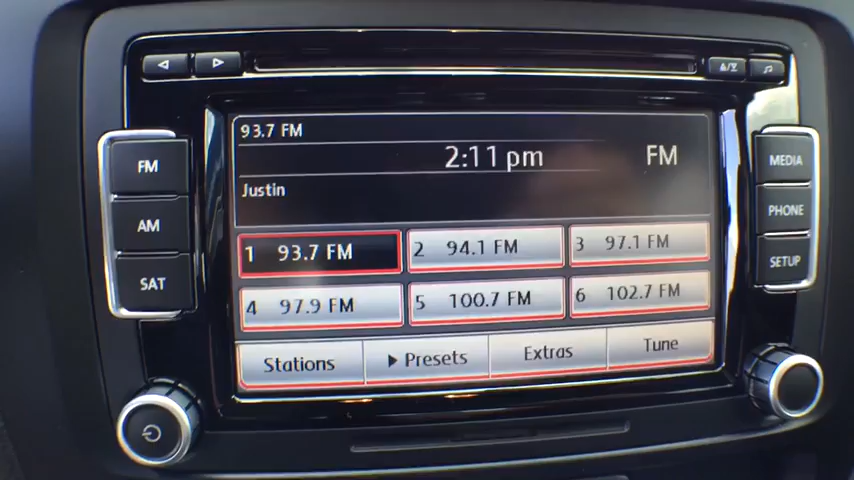 93.7 FM
2:11 pm FM
Justin
FM
AM
SAT
1 93.7 FM
2 94.1 FM
3 97.1 FM
4 97.9 FM
5 100.7 FM
6 102.7 FM
Stations
Presets
Extras
Tune
MEDIA
PHONE
SETUP